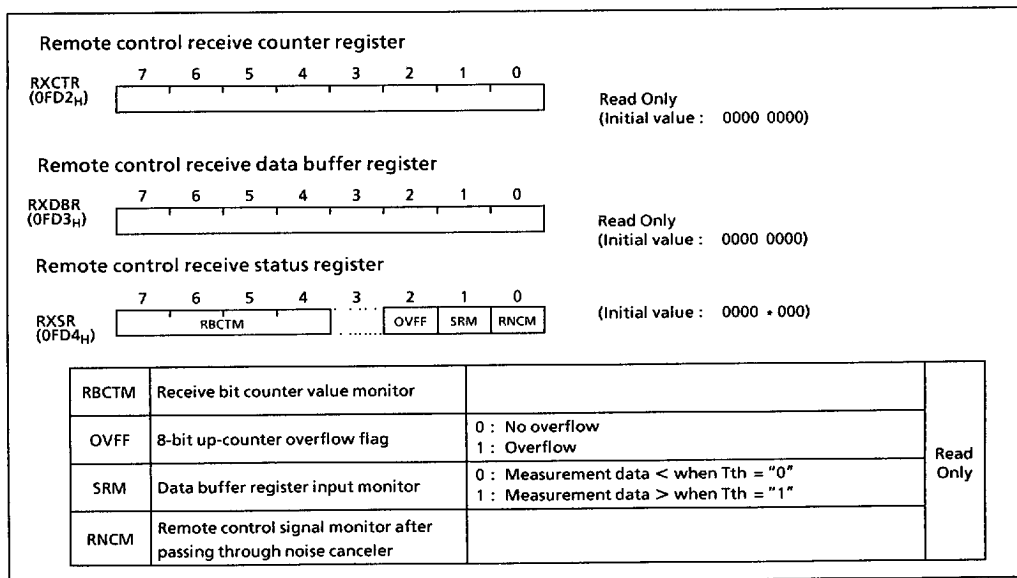 Remote control receive counter register
7 6 5 4 3 2 1 0
RXCTR
(0FD2H)
Read Only
(Initial value : 0000 0000)
Remote control receive data buffer register
7 6 5 4 3 2 1 0
RXDBR
(0FD3H)
Read Only
(Initial value : 0000 0000)
Remote control receive status register
7 6 5 4 3 2 1 0
RXSR
(0FD4H)
RBCTM OVFF SRM RNCM
(Initial value : 0000 *000)
RBCTM Receive bit counter value monitor
OVFF 8-bit up-counter overflow flag
0 : No overflow
1 : Overflow
SRM Data buffer register input monitor
0 : Measurement data < when Tth = "0"
1 : Measurement data > when Tth = "1"
RNCM Remote control signal monitor after
passing through noise canceler
Read
Only